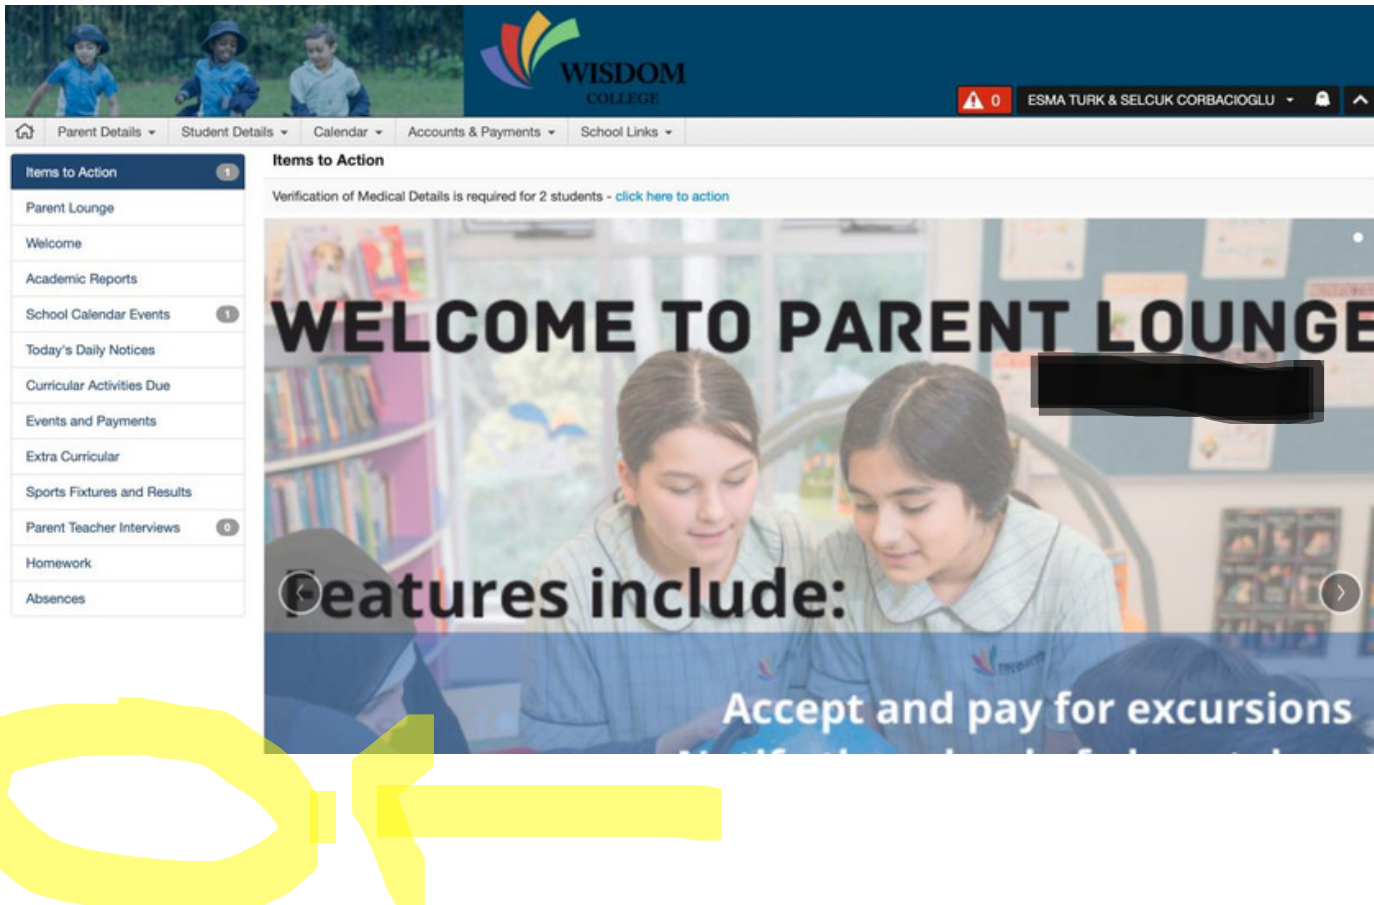 WISDOM
COLLEGE
0
ESMA TURK & SELCUK CORBACIOGLU
Parent Details
Student Details
Calendar
Accounts & Payments
School Links
Items to Action 1
Parent Lounge
Welcome
Academic Reports
School Calendar Events 1
Today's Daily Notices
Curricular Activities Due
Events and Payments
Extra Curricular
Sports Fixtures and Results
Parent Teacher Interviews 0
Homework
Absences
Items to Action
Verification of Medical Details is required for 2 students - click here to action
WELCOME TO PARENT LOUNGE
Features include:
Accept and pay for excursions